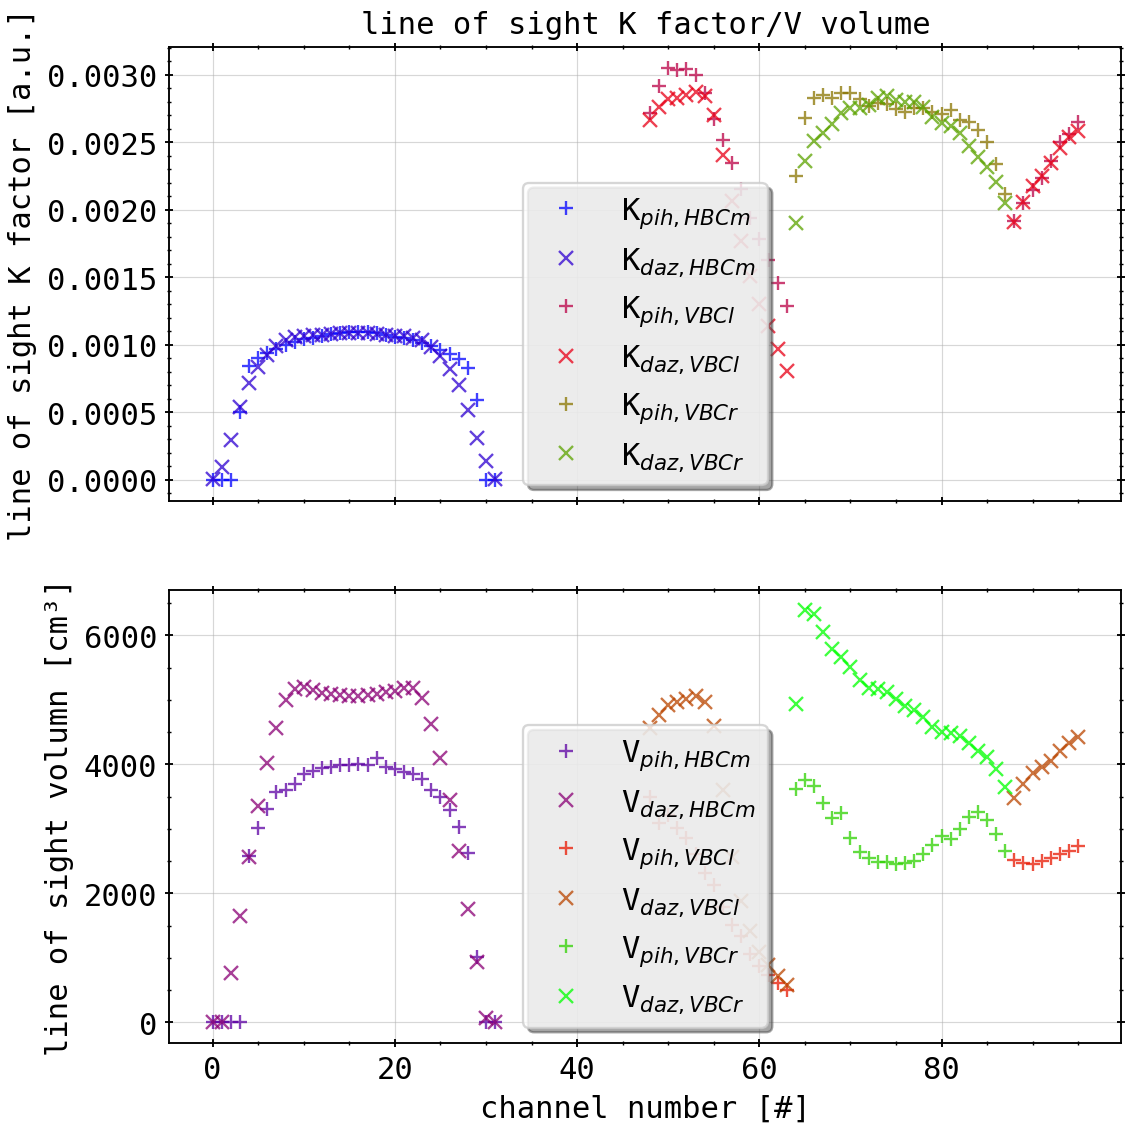 line of sight K factor/V volume
line of sight K factor [a.u.]
0.0030
0.0025
0.0020
0.0015
0.0010
0.0005
0.0000
K_pih,HBCm
K_daz,HBCm
K_pih,VBCl
K_daz,VBCl
K_pih,VBCr
K_daz,VBCr
line of sight volumn [cm³]
6000
4000
2000
0
V_pih,HBCm
V_daz,HBCm
V_pih,VBCl
V_daz,VBCl
V_pih,VBCr
V_daz,VBCr
0 20 40 60 80
channel number [#]